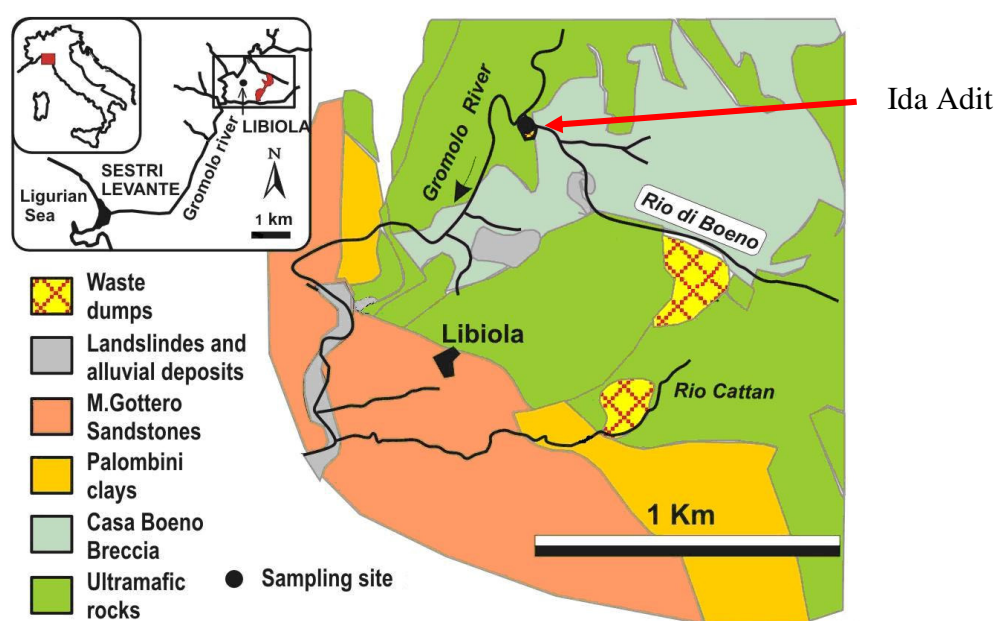 LIBIOLA
Gromolo river
SESTRI
LEVANTE
Ligurian
Sea
N
1 km
Gromolo River
Ida Adit
Rio di Boeno
Libiola
Rio Cattan
1 Km
Waste
dumps
Landslindes and
alluvial deposits
M.Gottero
Sandstones
Palombini
clays
Casa Boeno
Breccia
Ultramafic
rocks
Sampling site